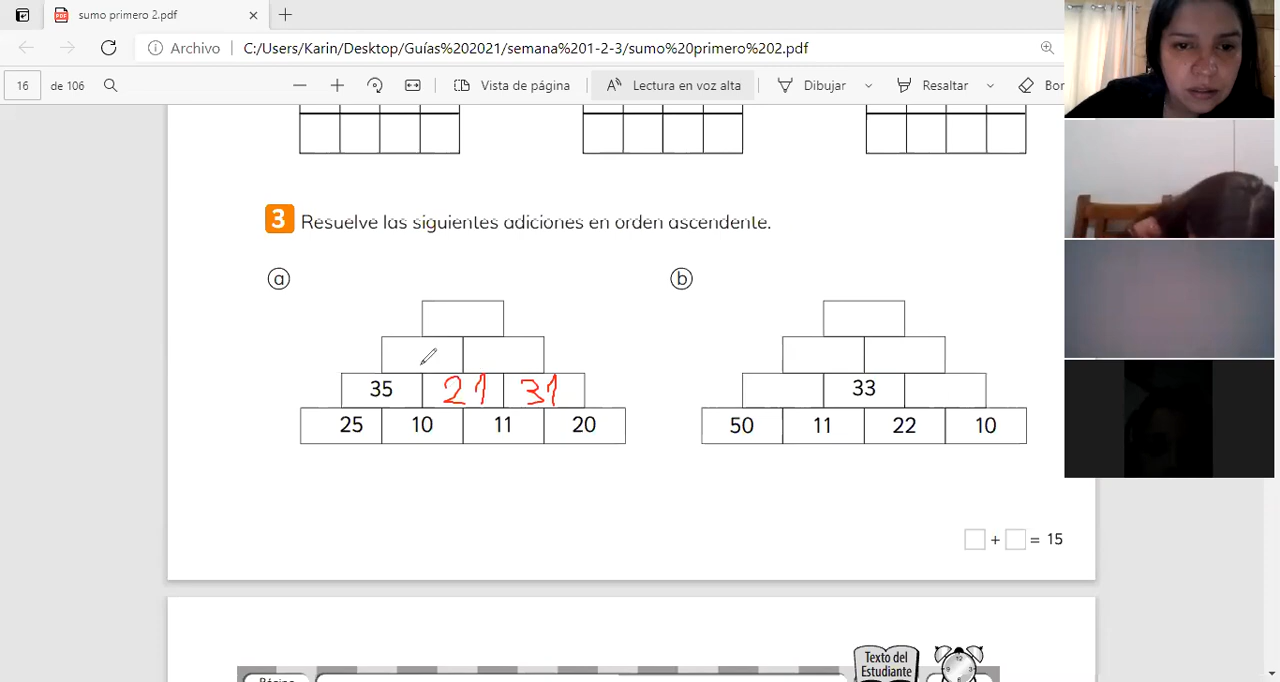 sumo primero 2.pdf
Archivo C:/Users/Karin/Desktop/Guías%202021/semana%201-2-3/sumo%20primero%202.pdf
16 de 106 Vista de página Lectura en voz alta Dibujar Resaltar Bor
3 Resuelve las siguientes adiciones en orden ascendente.
a b
35 21 31 33
25 10 11 20 50 11 22 10
+ = 15
Texto del
Estudiante
Página